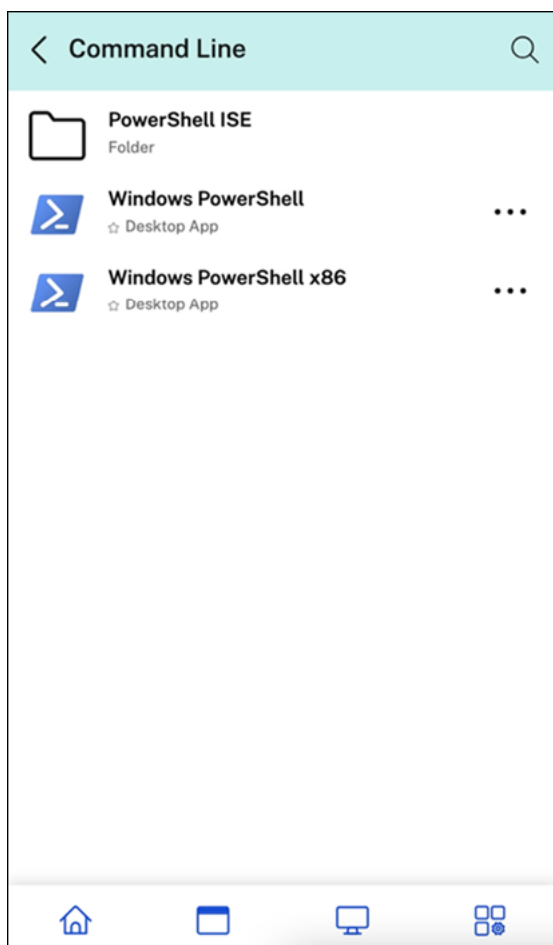 Command Line
PowerShell ISE
Folder
Windows PowerShell
Desktop App
Windows PowerShell x86
Desktop App